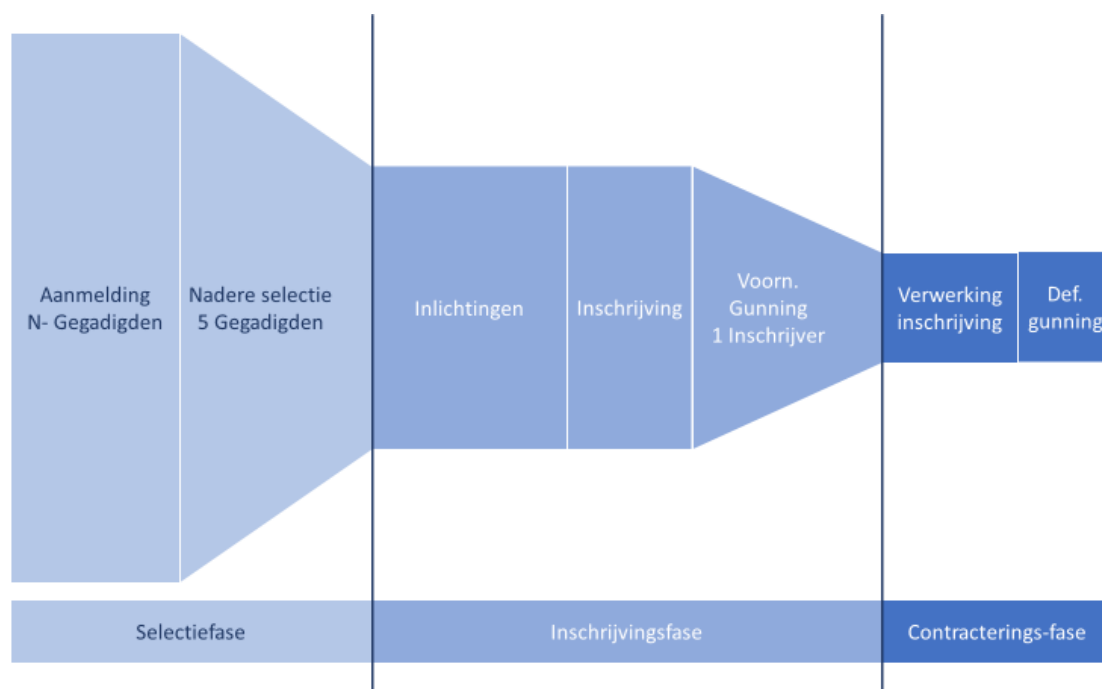 Aanmelding
N- Gegadigden
Nadere selectie
5 Gegadigden
Inlichtingen
Inschrijving
Voorn.
Gunning
1 Inschrijver
Verwerking
inschrijving
Def.
gunning
Selectiefase
Inschrijvingsfase
Contracterings-fase